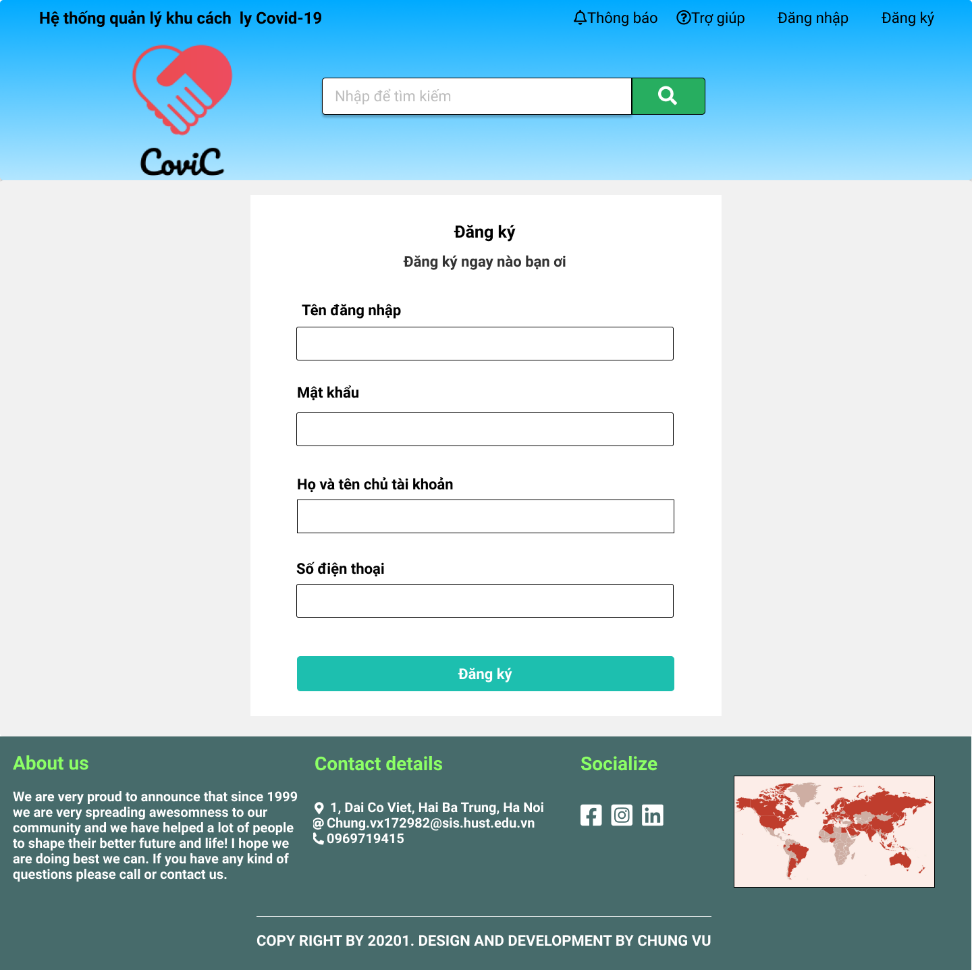 Hệ thống quản lý khu cách  ly Covid-19
Thông báo
Trợ giúp
Đăng nhập
Đăng ký
CoviC
Nhập để tìm kiếm
Đăng ký
Đăng ký ngay nào bạn ơi
Tên đăng nhập
Mật khẩu
Họ và tên chủ tài khoản
Số điện thoại
Đăng ký
About us
We are very proud to announce that since 1999
we are very spreading awesomness to our
community and we have helped a lot of people
to shape their better future and life! I hope we
are doing best we can. If you have any kind of
questions please call or contact us.
Contact details
1, Dai Co Viet, Hai Ba Trung, Ha Noi
@ Chung.vx172982@sis.hust.edu.vn
0969719415
Socialize
COPY RIGHT BY 20201. DESIGN AND DEVELOPMENT BY CHUNG VU